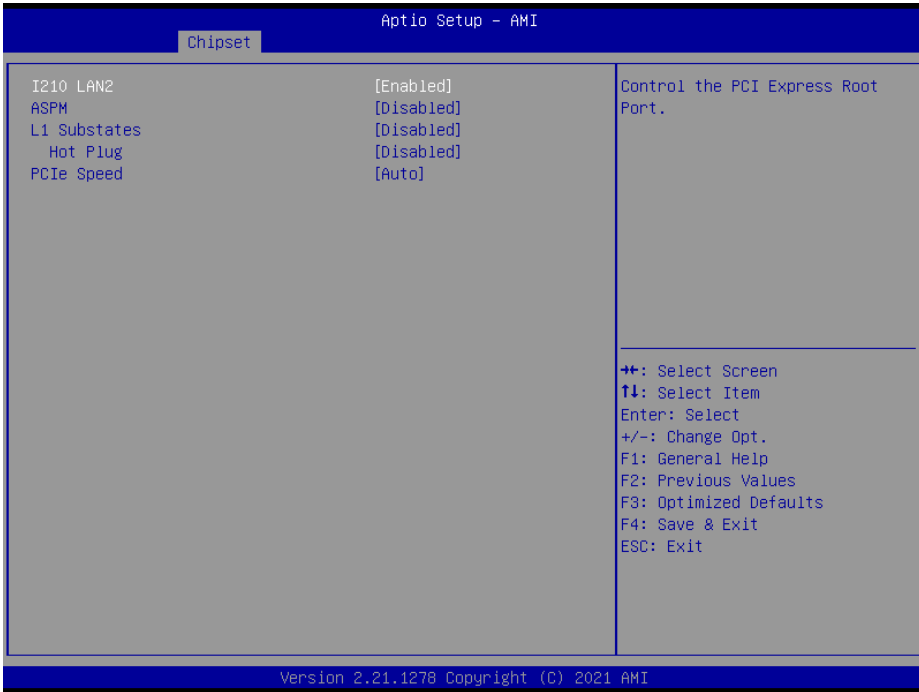 Aptio Setup – AMI
Chipset
I210 LAN2 [Enabled]
ASPM [Disabled]
L1 Substates [Disabled]
Hot Plug [Disabled]
PCIe Speed [Auto]
Control the PCI Express Root
Port.
→←: Select Screen
↑↓: Select Item
Enter: Select
+/-: Change Opt.
F1: General Help
F2: Previous Values
F3: Optimized Defaults
F4: Save & Exit
ESC: Exit
Version 2.21.1278 Copyright (C) 2021 AMI